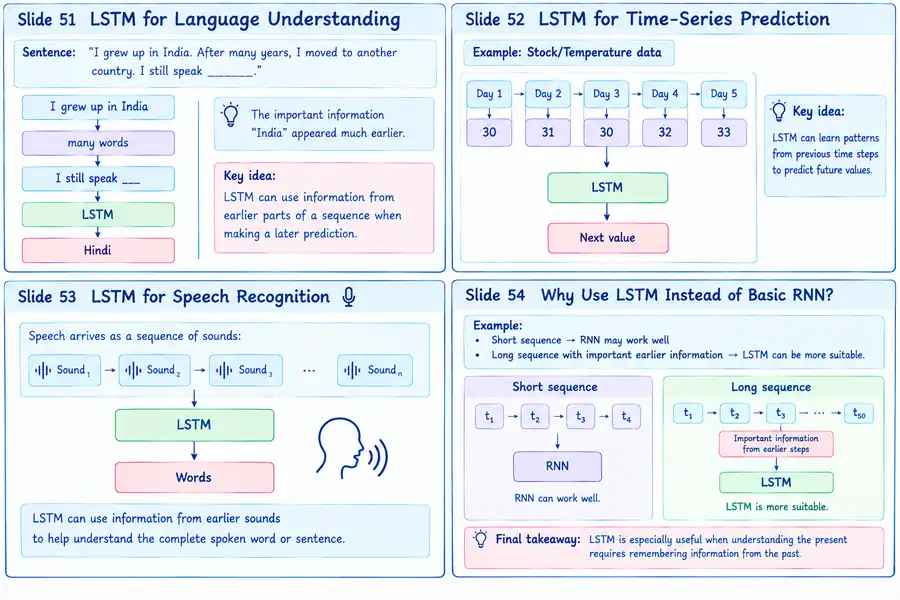 Slide 51 LSTM for Language Understanding
Sentence: "I grew up in India. After many years, I moved to another
country. I still speak ______."
I grew up in India
many words
I still speak ___
LSTM
Hindi
The important information
"India" appeared much earlier.
Key idea:
LSTM can use information from
earlier parts of a sequence when
making a later prediction.
Slide 52 LSTM for Time-Series Prediction
Example: Stock/Temperature data
Day 1 → Day 2 → Day 3 → Day 4 → Day 5
30 31 30 32 33
LSTM
Next value
Key idea:
LSTM can learn patterns
from previous time steps
to predict future values.
Slide 53 LSTM for Speech Recognition
Speech arrives as a sequence of sounds:
Sound₁ → Sound₂ → Sound₃ ... Soundₙ
LSTM
Words
LSTM can use information from earlier sounds
to help understand the complete spoken word or sentence.
Slide 54 Why Use LSTM Instead of Basic RNN?
Example:
• Short sequence → RNN may work well
• Long sequence with important earlier information → LSTM can be more suitable.
Short sequence
t₁ → t₂ → t₃ → t₄
RNN
RNN can work well.
Long sequence
t₁ → t₂ → t₃ → ... → t₅₀
Important information
from earlier steps
LSTM
LSTM is more suitable.
Final takeaway: LSTM is especially useful when understanding the present
requires remembering information from the past.